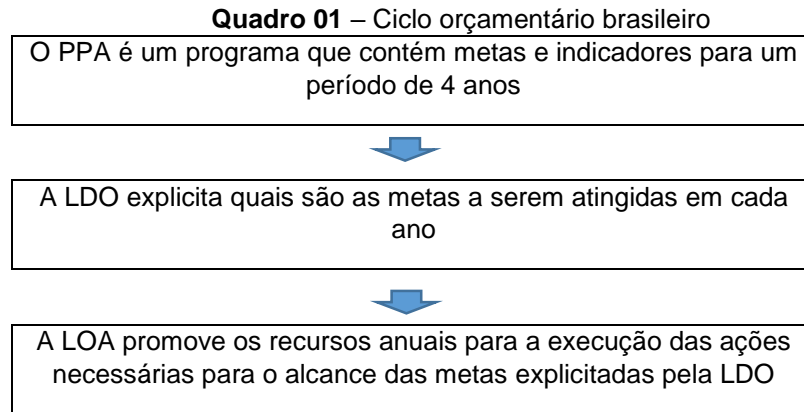 Quadro 01 – Ciclo orçamentário brasileiro
O PPA é um programa que contém metas e indicadores para um
período de 4 anos
A LDO explicita quais são as metas a serem atingidas em cada
ano
A LOA promove os recursos anuais para a execução das ações
necessárias para o alcance das metas explicitadas pela LDO